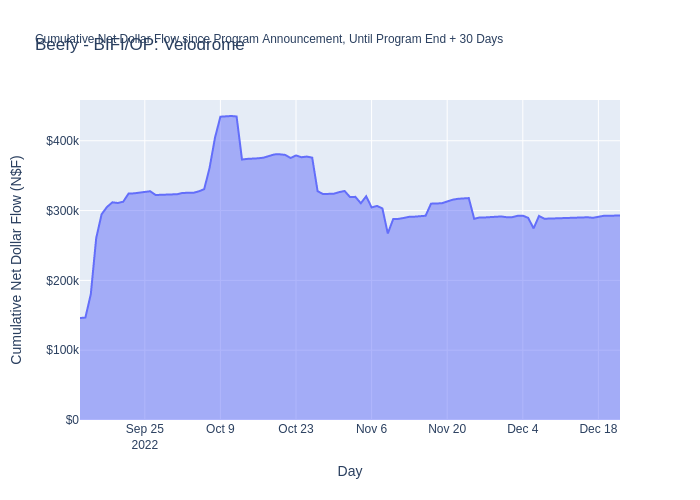 Cumulative Net Dollar Flow since Program Announcement, Until Program End + 30 Days
Beefy - BIFI/OP: Velodrome
Cumulative Net Dollar Flow (N$F)
$400k
$300k
$200k
$100k
$0
Sep 25
2022
Oct 9
Oct 23
Nov 6
Nov 20
Dec 4
Dec 18
Day